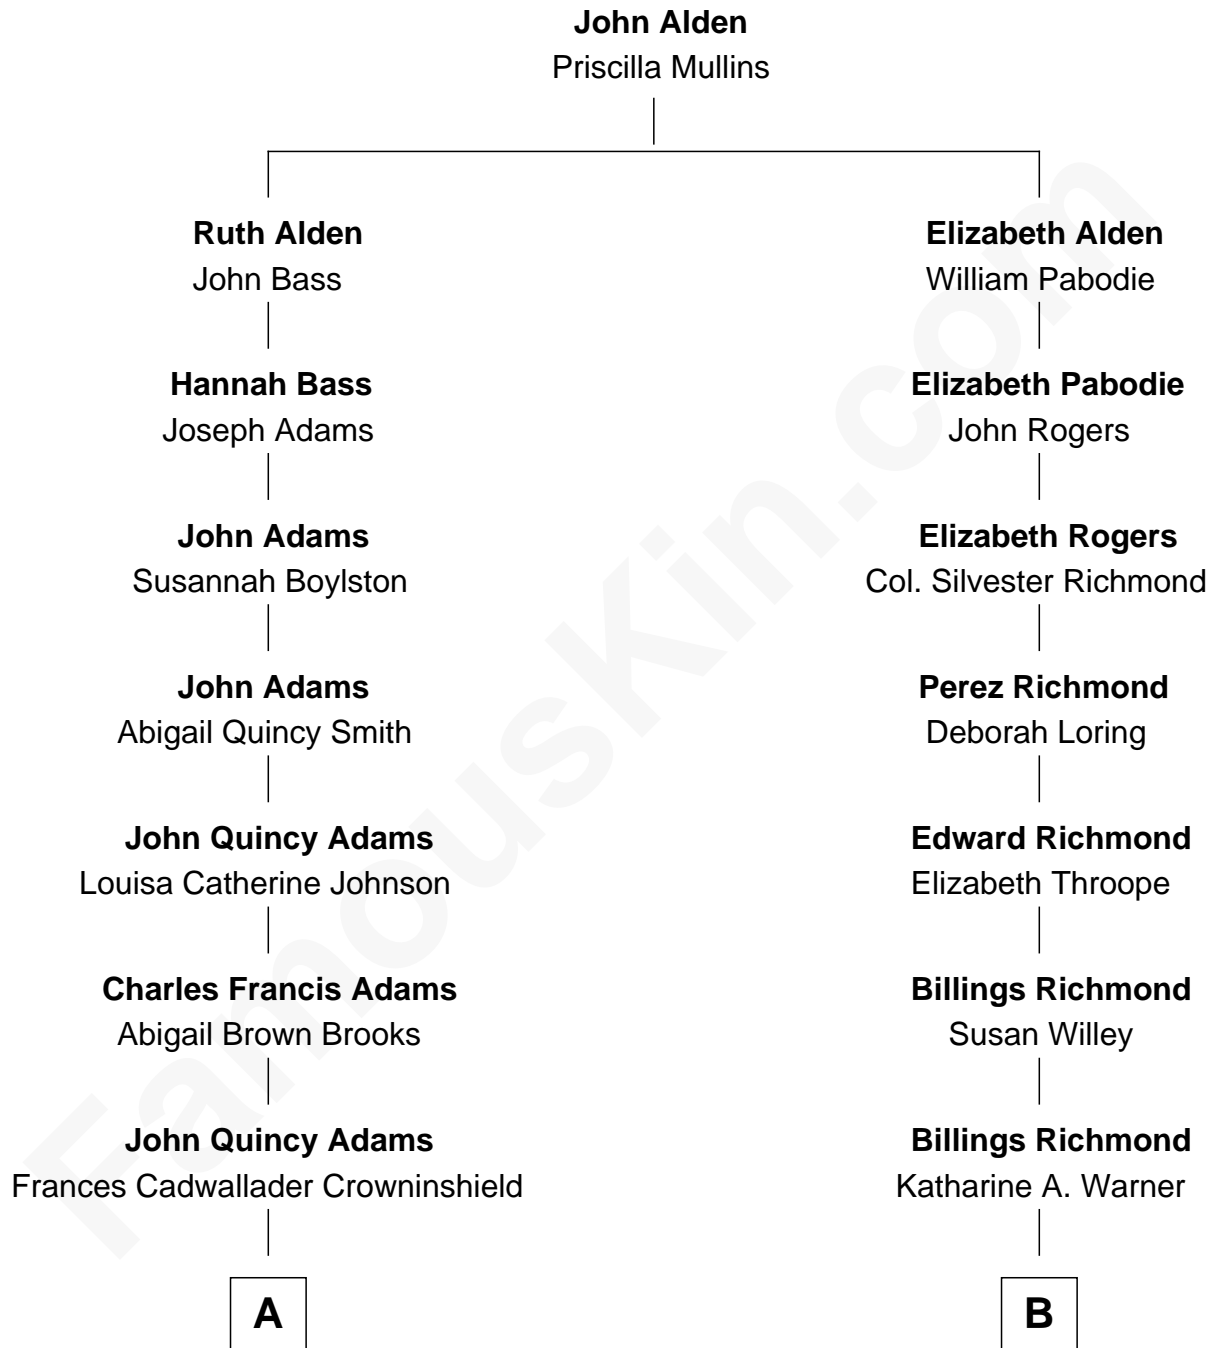 John Alden
Priscilla Mullins
Ruth Alden
John Bass
Elizabeth Alden
William Pabodie
Hannah Bass
Joseph Adams
Elizabeth Pabodie
John Rogers
John Adams
Susannah Boylston
Elizabeth Rogers
Col. Silvester Richmond
John Adams
Abigail Quincy Smith
Perez Richmond
Deborah Loring
John Quincy Adams
Louisa Catherine Johnson
Edward Richmond
Elizabeth Throope
Charles Francis Adams
Abigail Brown Brooks
Billings Richmond
Susan Willey
John Quincy Adams
Frances Cadwallader Crowninshield
Billings Richmond
Katharine A. Warner
A
B
FamousKin.com